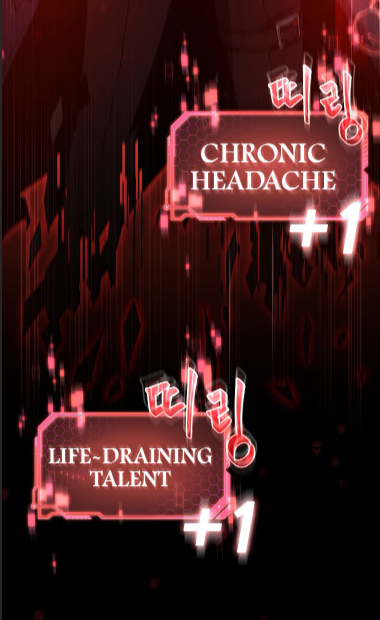 띠링
CHRONIC
HEADACHE
+1
띠링
LIFE~DRAINING
TALENT
+1